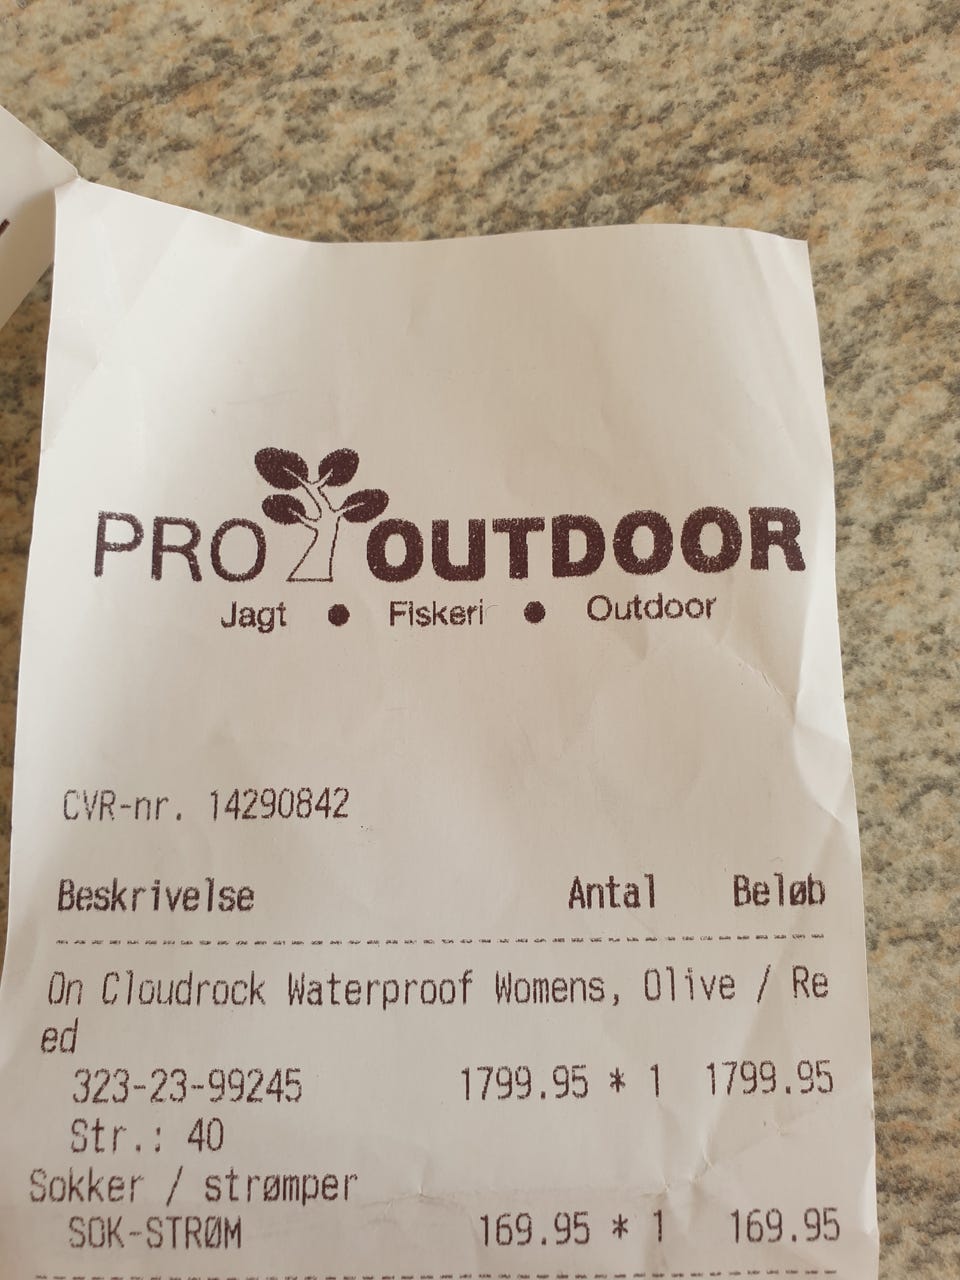 PRO OUTDOOR
Jagt ● Fiskeri ● Outdoor
CVR-nr. 14290842
Beskrivelse Antal Beløb
On Cloudrock Waterproof Womens, Olive / Re
ed
323-23-99245 1799.95 * 1 1799.95
Str.: 40
Sokker / strømper
SOK-STRØM 169.95 * 1 169.95